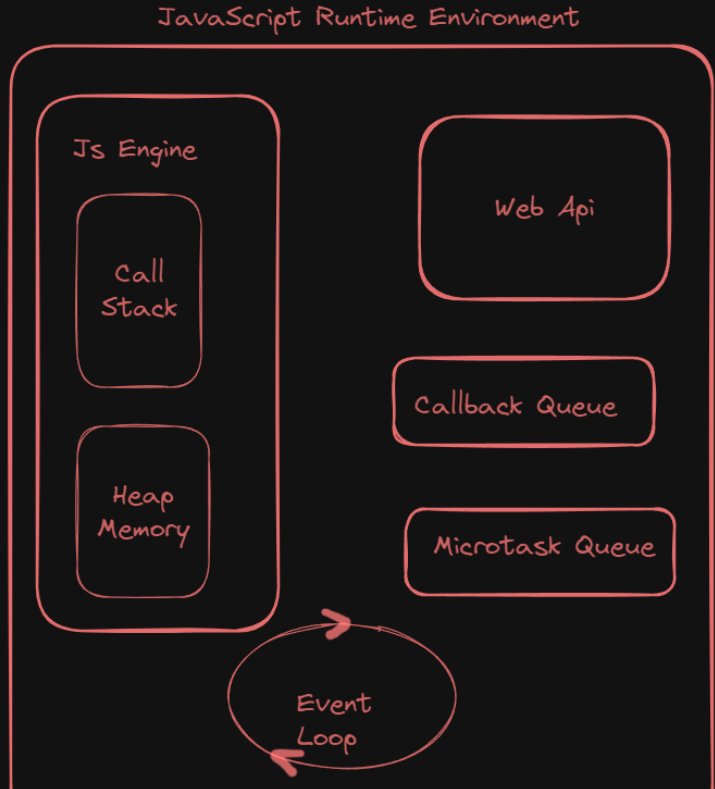 JavaScript Runtime Environment
Js Engine
Call
Stack
Heap
Memory
Web Api
Callback Queue
Microtask Queue
Event
Loop